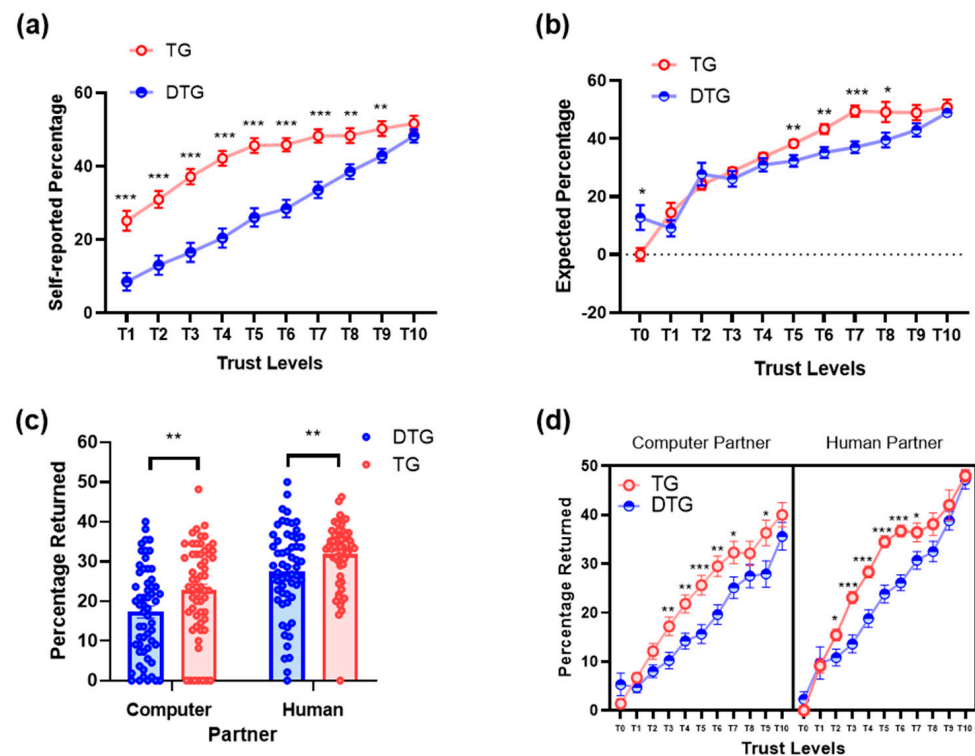 (a)
TG
DTG
Self-reported Percentage
60
40
20
0
*** *** *** *** *** *** *** ** **
T1 T2 T3 T4 T5 T6 T7 T8 T9 T10
Trust Levels
(b)
TG
DTG
Expected Percentage
60
40
20
0
-20
* ** ** *** *
T0 T1 T2 T3 T4 T5 T6 T7 T8 T9 T10
Trust Levels
(c)
DTG
TG
Percentage Returned
60
50
40
30
20
10
0
** **
Computer Human
Partner
(d)
Computer Partner Human Partner
TG
DTG
Percentage Returned
50
40
30
20
10
0
** ** *** ** * *
* *** *** *** *** *
T0 T1 T2 T3 T4 T5 T6 T7 T8 T9 T10 T0 T1 T2 T3 T4 T5 T6 T7 T8 T9 T10
Trust Levels